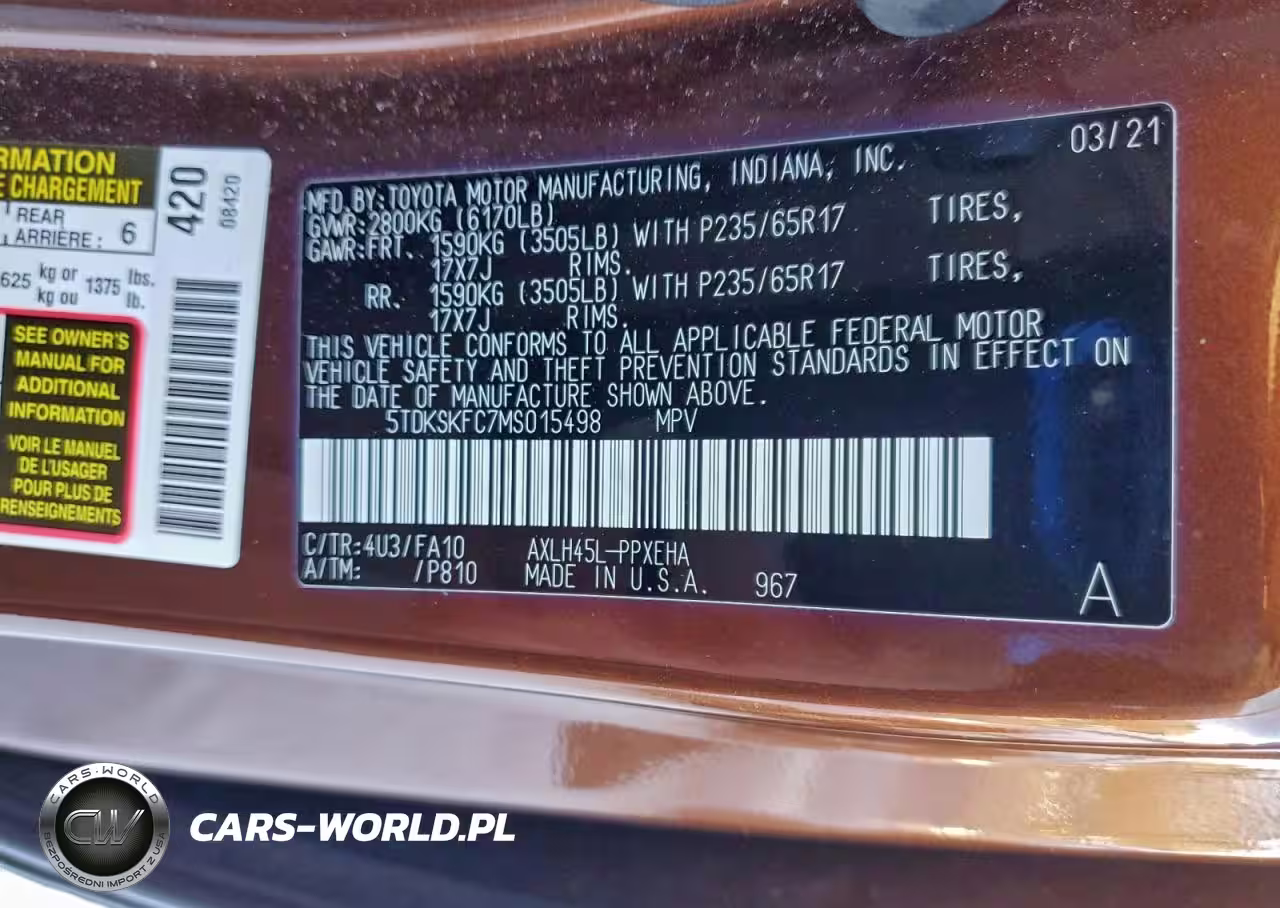 RMATION
E CHARGEMENT
REAR
ARRIERE : 6
625 kg or 1375 lbs.
kg ou lb.
SEE OWNER'S
MANUAL FOR
ADDITIONAL
INFORMATION
VOIR LE MANUEL
DE L'USAGER
POUR PLUS DE
RENSEIGNEMENTS
420
08420
03/21
MFD.BY:TOYOTA MOTOR MANUFACTURING, INDIANA, INC.
GVWR:2800KG (6170LB)
GAWR:FRT. 1590KG (3505LB) WITH P235/65R17 TIRES,
17X7J RIMS.
RR. 1590KG (3505LB) WITH P235/65R17 TIRES,
17X7J RIMS.
THIS VEHICLE CONFORMS TO ALL APPLICABLE FEDERAL MOTOR
VEHICLE SAFETY AND THEFT PREVENTION STANDARDS IN EFFECT ON
THE DATE OF MANUFACTURE SHOWN ABOVE.
5TDKSKFC7MS015498 MPV
C/TR:4U3/FA10 AXLH45L-PPXEHA
A/TM: /P810 MADE IN U.S.A. 967
A
CARS-WORLD
CW
BEZPOŚREDNI IMPORT Z USA
CARS-WORLD.PL